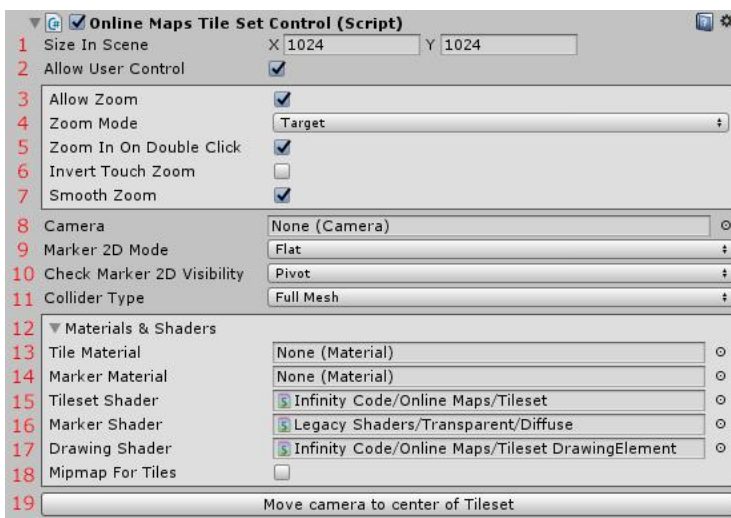 Online Maps Tile Set Control (Script)
1 Size In Scene X 1024 Y 1024
2 Allow User Control
3 Allow Zoom
4 Zoom Mode Target
5 Zoom In On Double Click
6 Invert Touch Zoom
7 Smooth Zoom
8 Camera None (Camera)
9 Marker 2D Mode Flat
10 Check Marker 2D Visibility Pivot
11 Collider Type Full Mesh
12 Materials & Shaders
13 Tile Material None (Material)
14 Marker Material None (Material)
15 Tileset Shader Infinity Code/Online Maps/Tileset
16 Marker Shader Legacy Shaders/Transparent/Diffuse
17 Drawing Shader Infinity Code/Online Maps/Tileset DrawingElement
18 Mipmap For Tiles
19 Move camera to center of Tileset